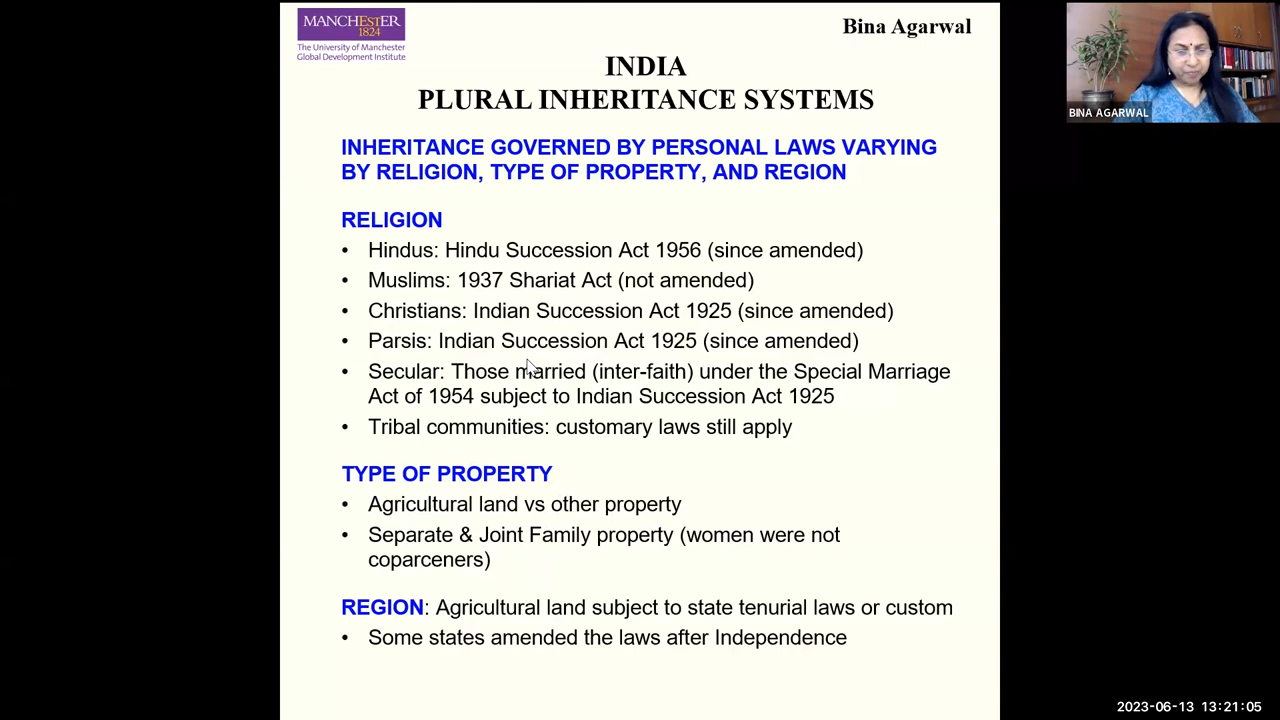 MANCHESTER
1824
The University of Manchester
Global Development Institute
Bina Agarwal
INDIA
PLURAL INHERITANCE SYSTEMS
INHERITANCE GOVERNED BY PERSONAL LAWS VARYING
BY RELIGION, TYPE OF PROPERTY, AND REGION
RELIGION
• Hindus: Hindu Succession Act 1956 (since amended)
• Muslims: 1937 Shariat Act (not amended)
• Christians: Indian Succession Act 1925 (since amended)
• Parsis: Indian Succession Act 1925 (since amended)
• Secular: Those married (inter-faith) under the Special Marriage
Act of 1954 subject to Indian Succession Act 1925
• Tribal communities: customary laws still apply
TYPE OF PROPERTY
• Agricultural land vs other property
• Separate & Joint Family property (women were not
coparceners)
REGION: Agricultural land subject to state tenurial laws or custom
• Some states amended the laws after Independence
BINA AGARWAL
2023-06-13 13:21:05